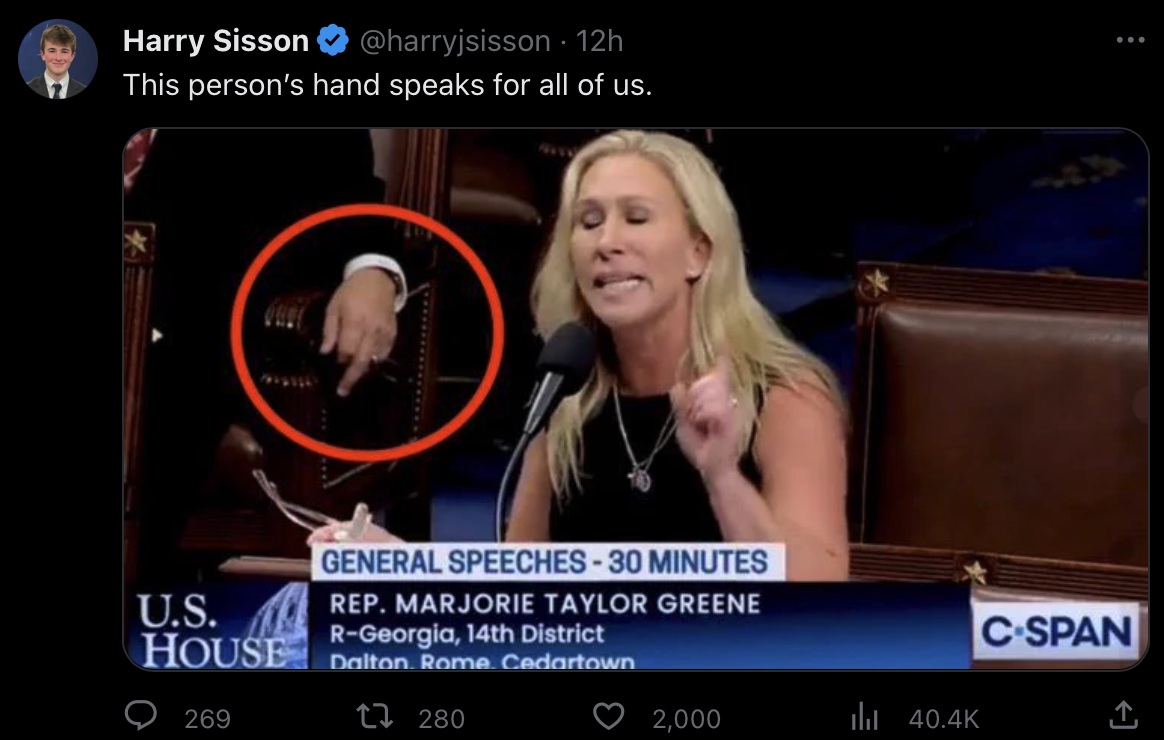 Harry Sisson @harryjsisson · 12h
This person’s hand speaks for all of us.
GENERAL SPEECHES - 30 MINUTES
U.S.
HOUSE
REP. MARJORIE TAYLOR GREENE
R-Georgia, 14th District
Dalton, Rome, Cedartown
C-SPAN
269 280 2,000 40.4K